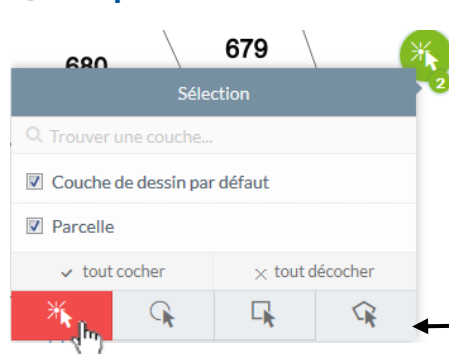 680
679
2
Sélection
Trouver une couche...
Couche de dessin par défaut
Parcelle
tout cocher
tout décocher